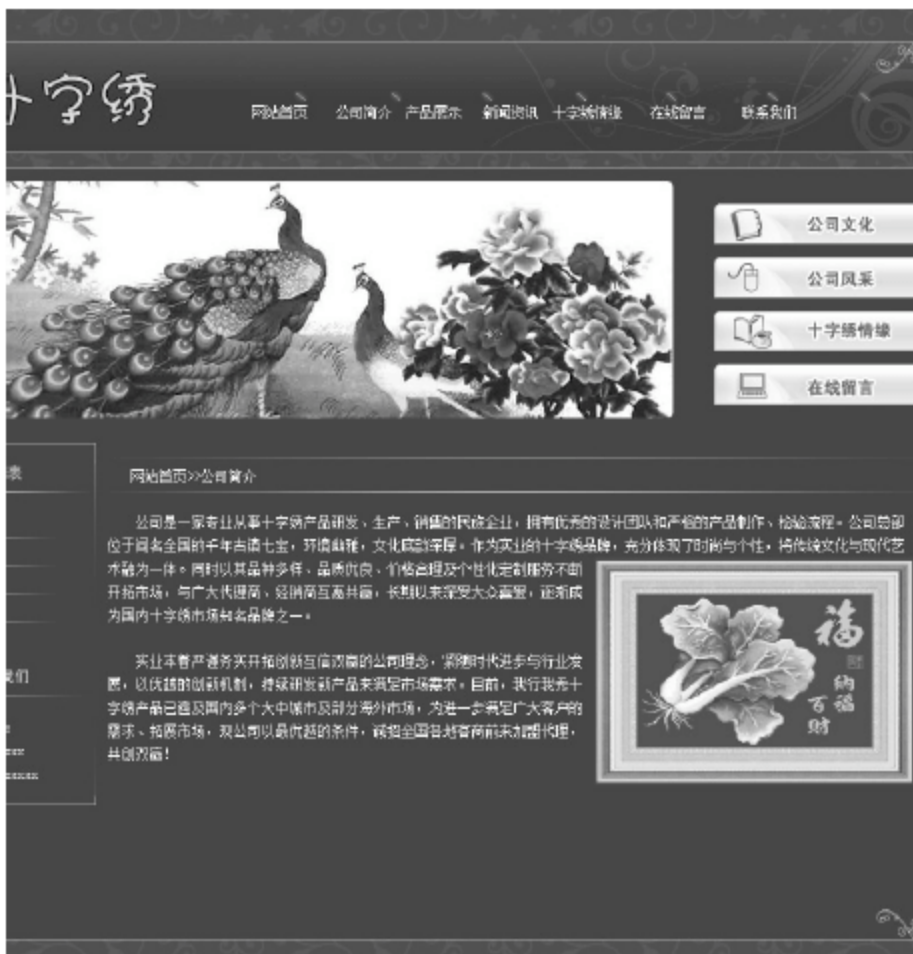 十字绣
网站首页 公司简介 产品展示 新闻资讯 十字绣情缘 在线留言 联系我们
公司文化
公司风采
十字绣情缘
在线留言
表
网站首页>>公司简介
公司是一家专业从事十字绣产品研发、生产、销售的民族企业，拥有优秀的设计团队和严格的产品制作、检验流程。公司总部
位于闻名全国的千年古镇七宝，环境幽雅，文化底蕴深厚。作为实业的十字绣品牌，充分体现了时尚与个性，将传统文化与现代艺
术融为一体。同时以其品种多样、品质优良、价格合理及个性化定制服务不断
开拓市场，与广大代理商、经销商互惠共赢，长期以来深受大众喜爱，逐渐成
为国内十字绣市场知名品牌之一。
实业本着严谨务实开拓创新互信双赢的公司理念，紧随时代进步与行业发
展，以优越的创新机制，持续研发新产品来满足市场需求。目前，我行我秀十
字绣产品已遍及国内多个大中城市及部分海外市场，为进一步满足广大客户的
需求、拓展市场，现公司以最优越的条件，诚招全国各地客商前来加盟代理，
共创双赢！
福
纳福
百财
我们